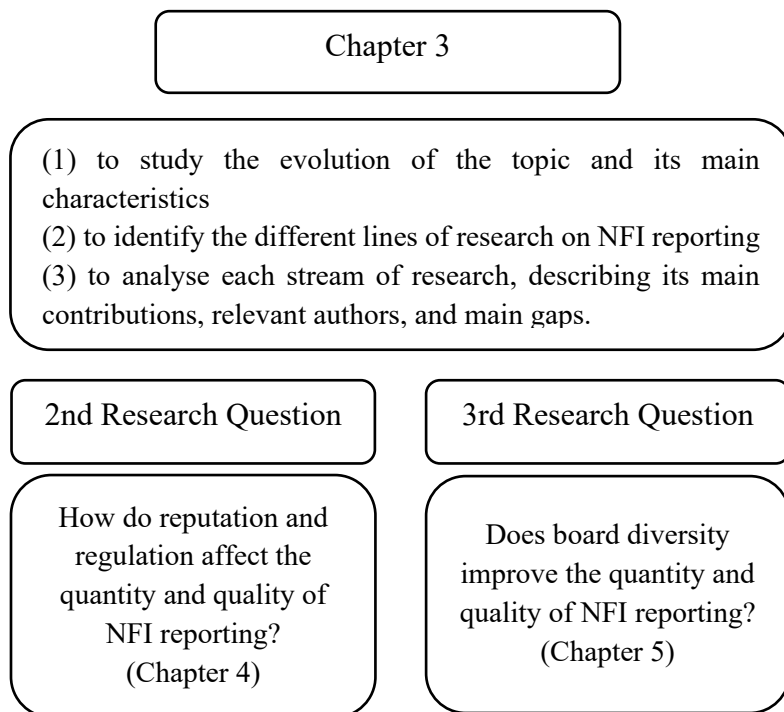 Chapter 3
(1) to study the evolution of the topic and its main
characteristics
(2) to identify the different lines of research on NFI reporting
(3) to analyse each stream of research, describing its main
contributions, relevant authors, and main gaps.
2nd Research Question
3rd Research Question
How do reputation and
regulation affect the
quantity and quality of
NFI reporting?
(Chapter 4)
Does board diversity
improve the quantity and
quality of NFI reporting?
(Chapter 5)